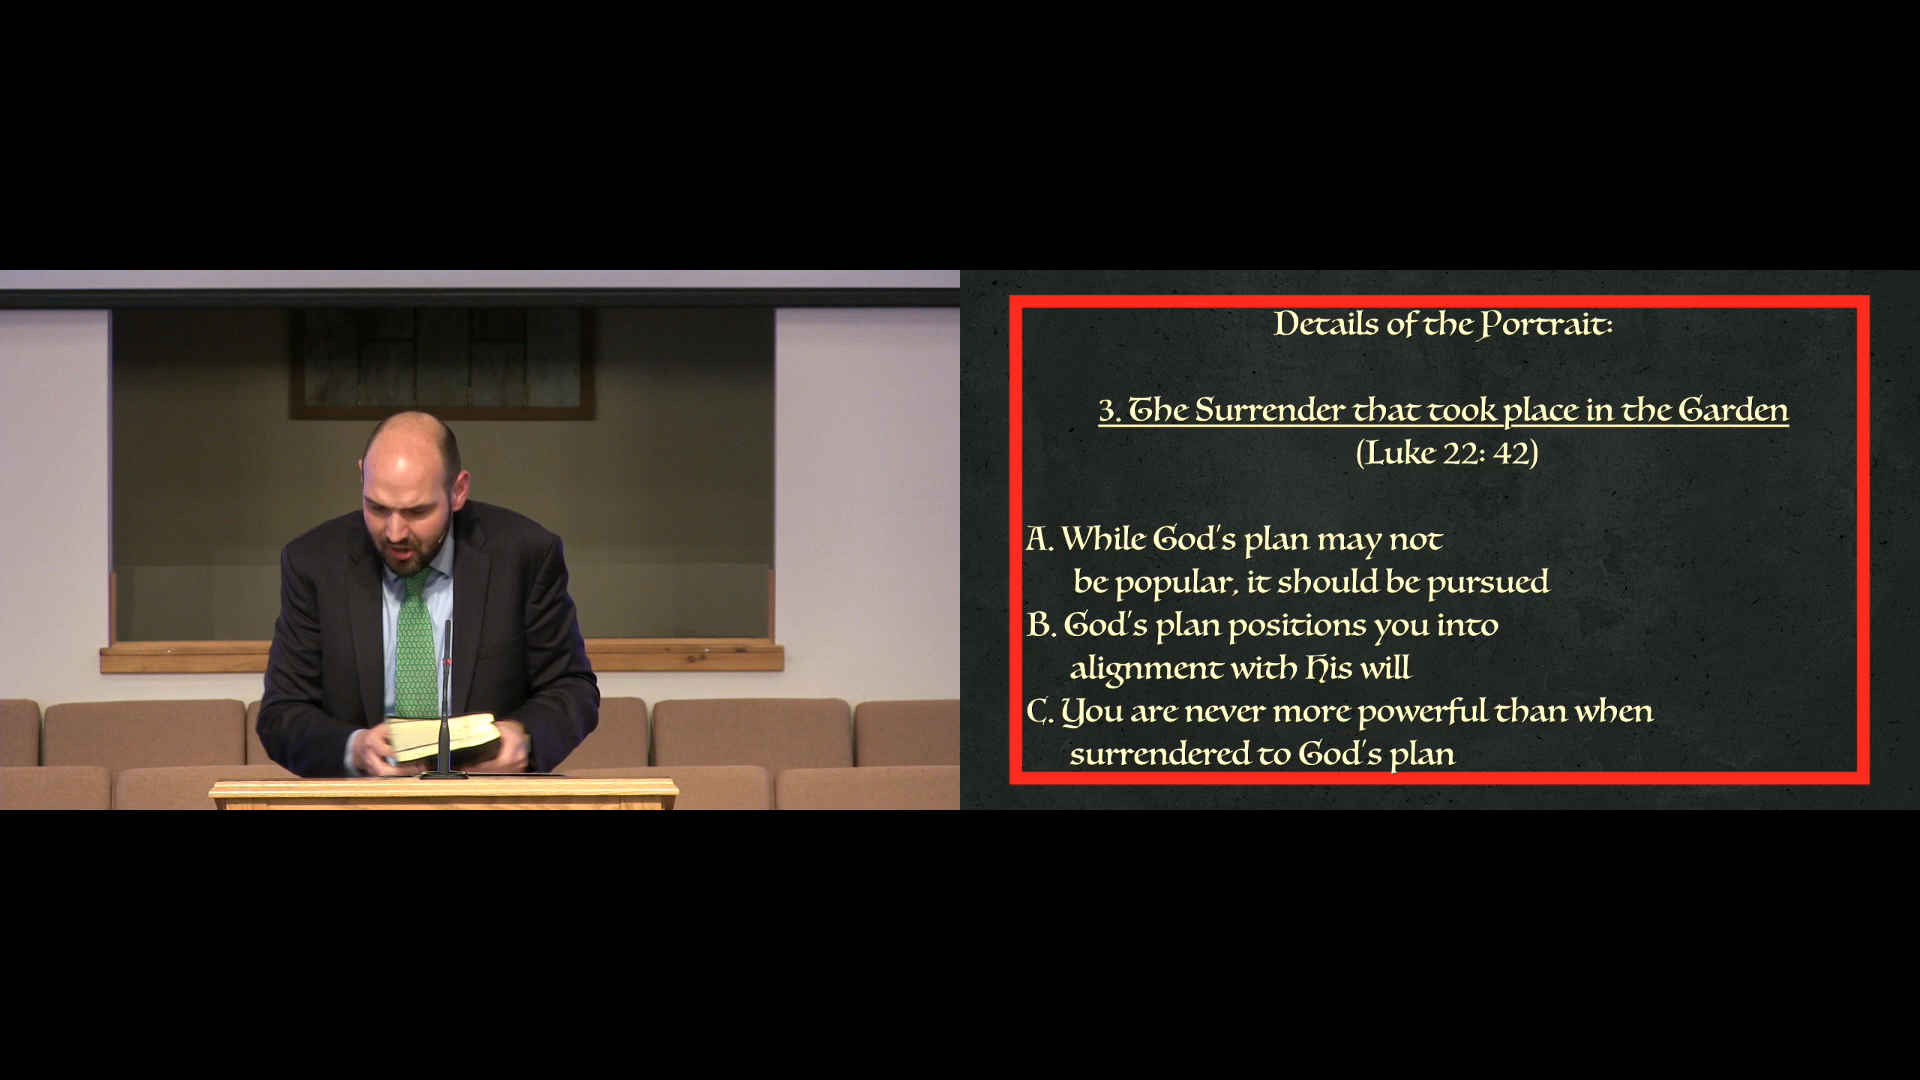 Details of the Portrait:
3. The Surrender that took place in the Garden
(Luke 22: 42)
A. While God's plan may not
be popular, it should be pursued
B. God's plan positions you into
alignment with His will
C. You are never more powerful than when
surrendered to God's plan